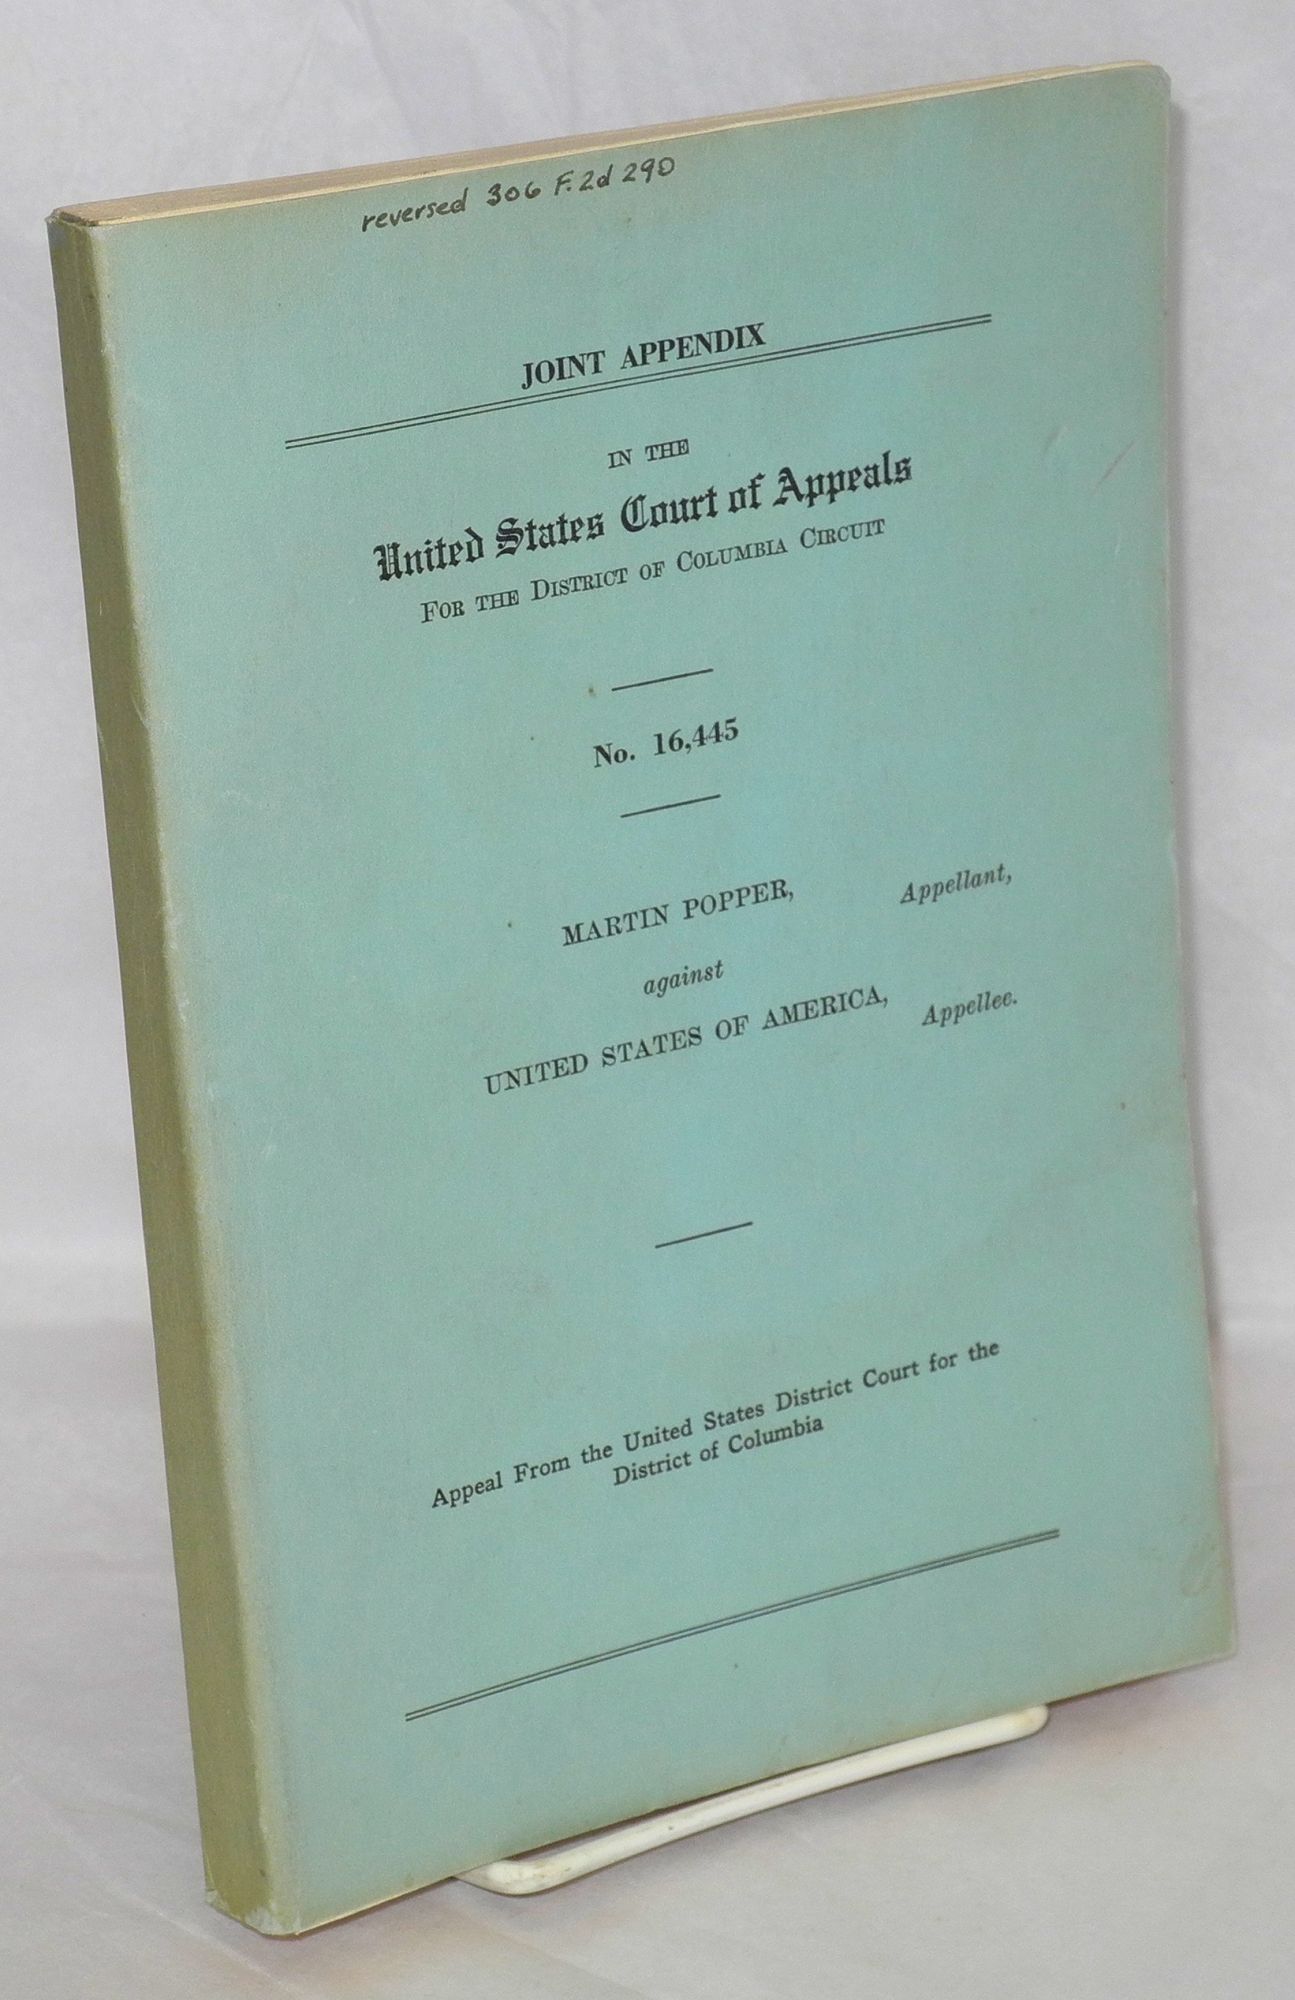 reversed 306 F.2d 290
JOINT APPENDIX
IN THE
United States Court of Appeals
FOR THE DISTRICT OF COLUMBIA CIRCUIT
No. 16,445
MARTIN POPPER, Appellant,
against
UNITED STATES OF AMERICA, Appellee.
Appeal From the United States District Court for the
District of Columbia